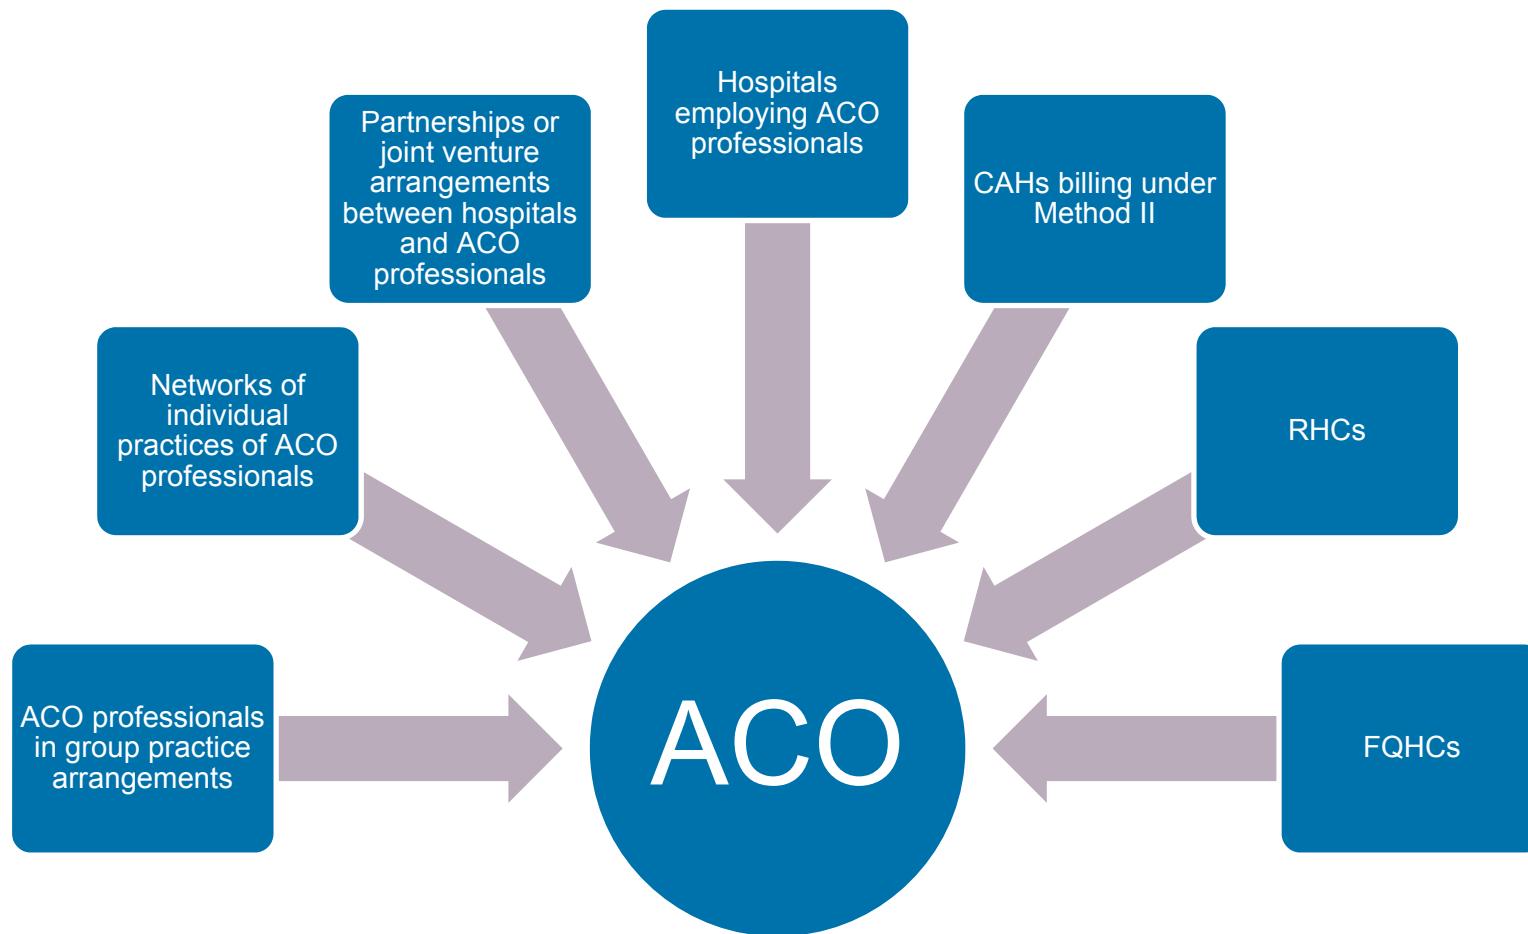 Hospitals
employing ACO
professionals
Partnerships or
joint venture
arrangements
between hospitals
and ACO
professionals
CAHs billing under
Method II
Networks of
individual
practices of ACO
professionals
RHCs
ACO professionals
in group practice
arrangements
ACO
FQHCs